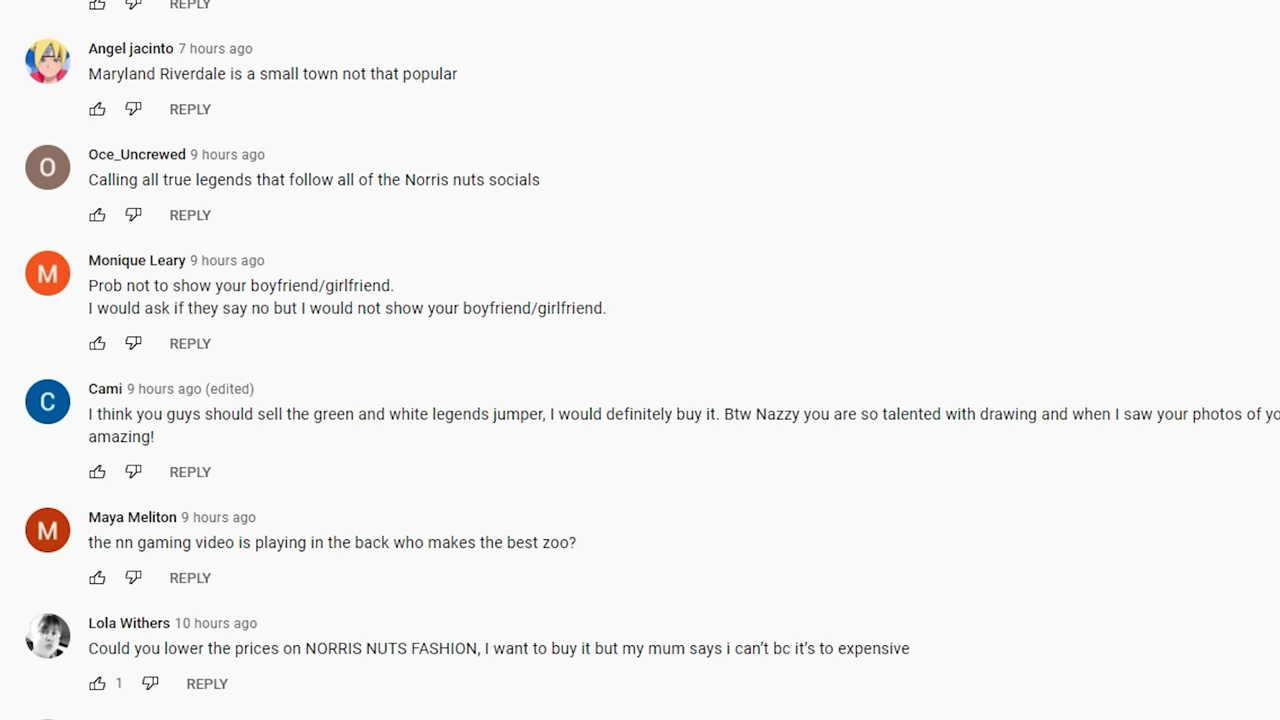 REPLY
Angel jacinto 7 hours ago
Maryland Riverdale is a small town not that popular
REPLY
O
Oce_Uncrewed 9 hours ago
Calling all true legends that follow all of the Norris nuts socials
REPLY
M
Monique Leary 9 hours ago
Prob not to show your boyfriend/girlfriend.
I would ask if they say no but I would not show your boyfriend/girlfriend.
REPLY
C
Cami 9 hours ago (edited)
I think you guys should sell the green and white legends jumper, I would definitely buy it. Btw Nazzy you are so talented with drawing and when I saw your photos of
amazing!
REPLY
M
Maya Meliton 9 hours ago
the nn gaming video is playing in the back who makes the best zoo?
REPLY
Lola Withers 10 hours ago
Could you lower the prices on NORRIS NUTS FASHION, I want to buy it but my mum says i can’t bc it’s to expensive
1 REPLY